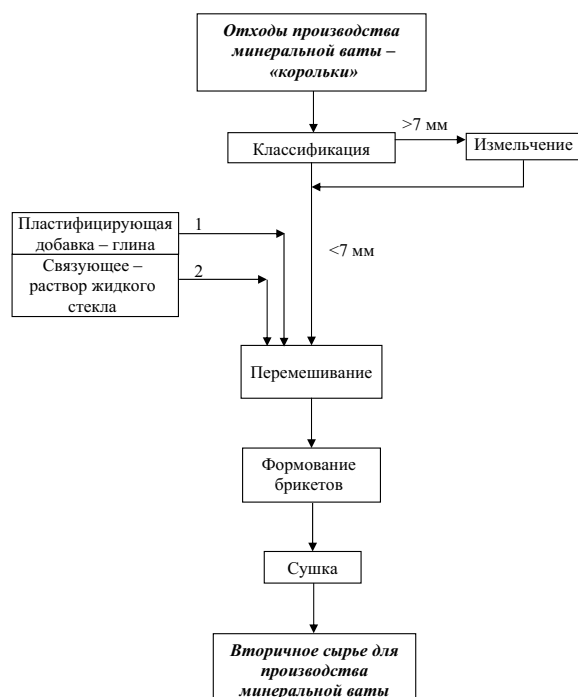 Отходы производства
минеральной ваты –
«корольки»
>7 мм
Классификация
Измельчение
Пластифицирующая
добавка – глина
1
<7 мм
Связующее –
раствор жидкого
стекла
2
Перемешивание
Формование
брикетов
Сушка
Вторичное сырье для
производства
минеральной ваты